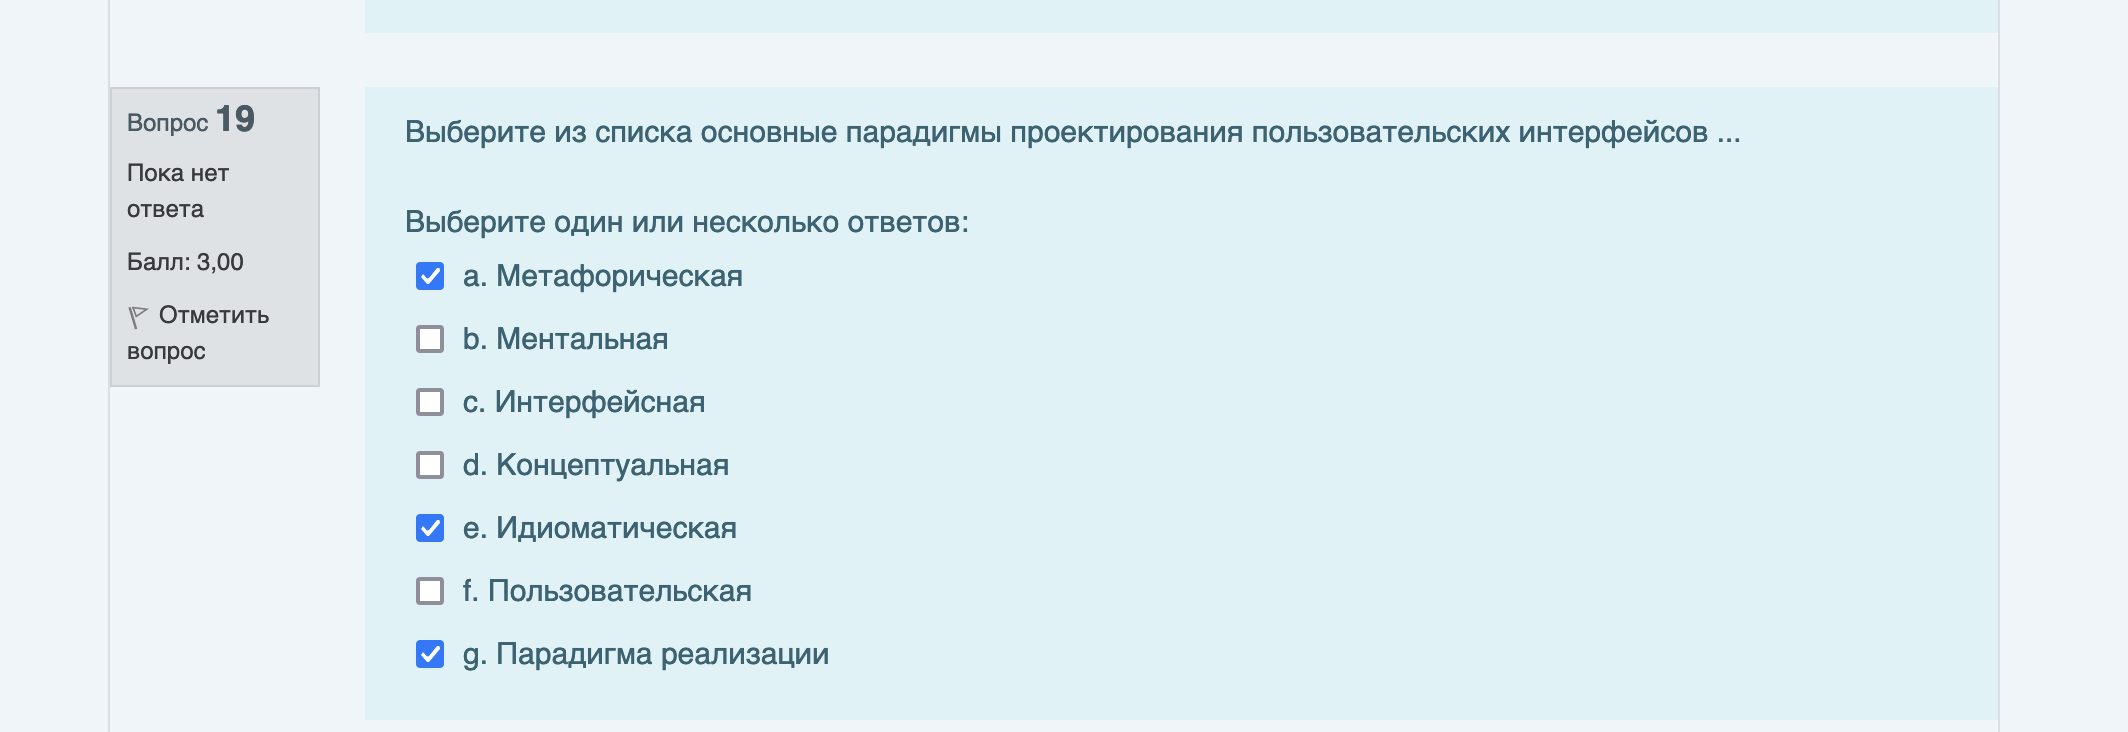 Вопрос 19
Пока нет
ответа
Балл: 3,00
Отметить
вопрос
Выберите из списка основные парадигмы проектирования пользовательских интерфейсов ...
Выберите один или несколько ответов:
a. Метафорическая
b. Ментальная
c. Интерфейсная
d. Концептуальная
e. Идиоматическая
f. Пользовательская
g. Парадигма реализации